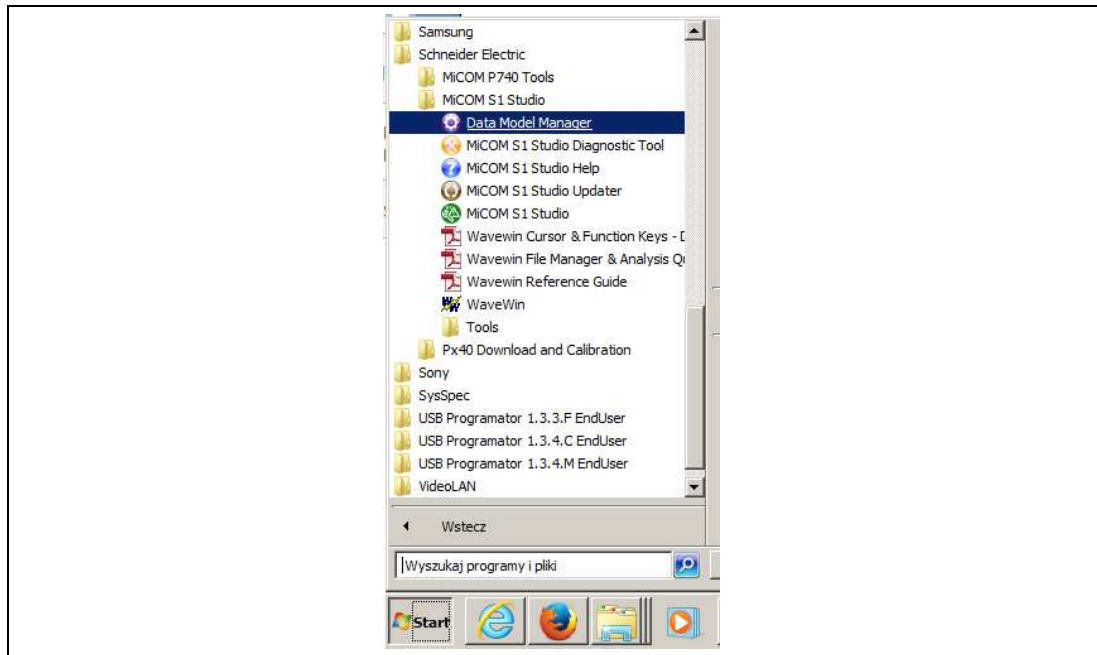 Samsung
Schneider Electric
MiCOM P740 Tools
MiCOM S1 Studio
Data Model Manager
MiCOM S1 Studio Diagnostic Tool
MiCOM S1 Studio Help
MiCOM S1 Studio Updater
MiCOM S1 Studio
Wavewin Cursor & Function Keys -
Wavewin File Manager & Analysis
Wavewin Reference Guide
WaveWin
Tools
Px40 Download and Calibration
Sony
SysSpec
USB Programator 1.3.3.F EndUser
USB Programator 1.3.4.C EndUser
USB Programator 1.3.4.M EndUser
VideoLAN
Wstecz
Wyszukaj programy i pliki
Start